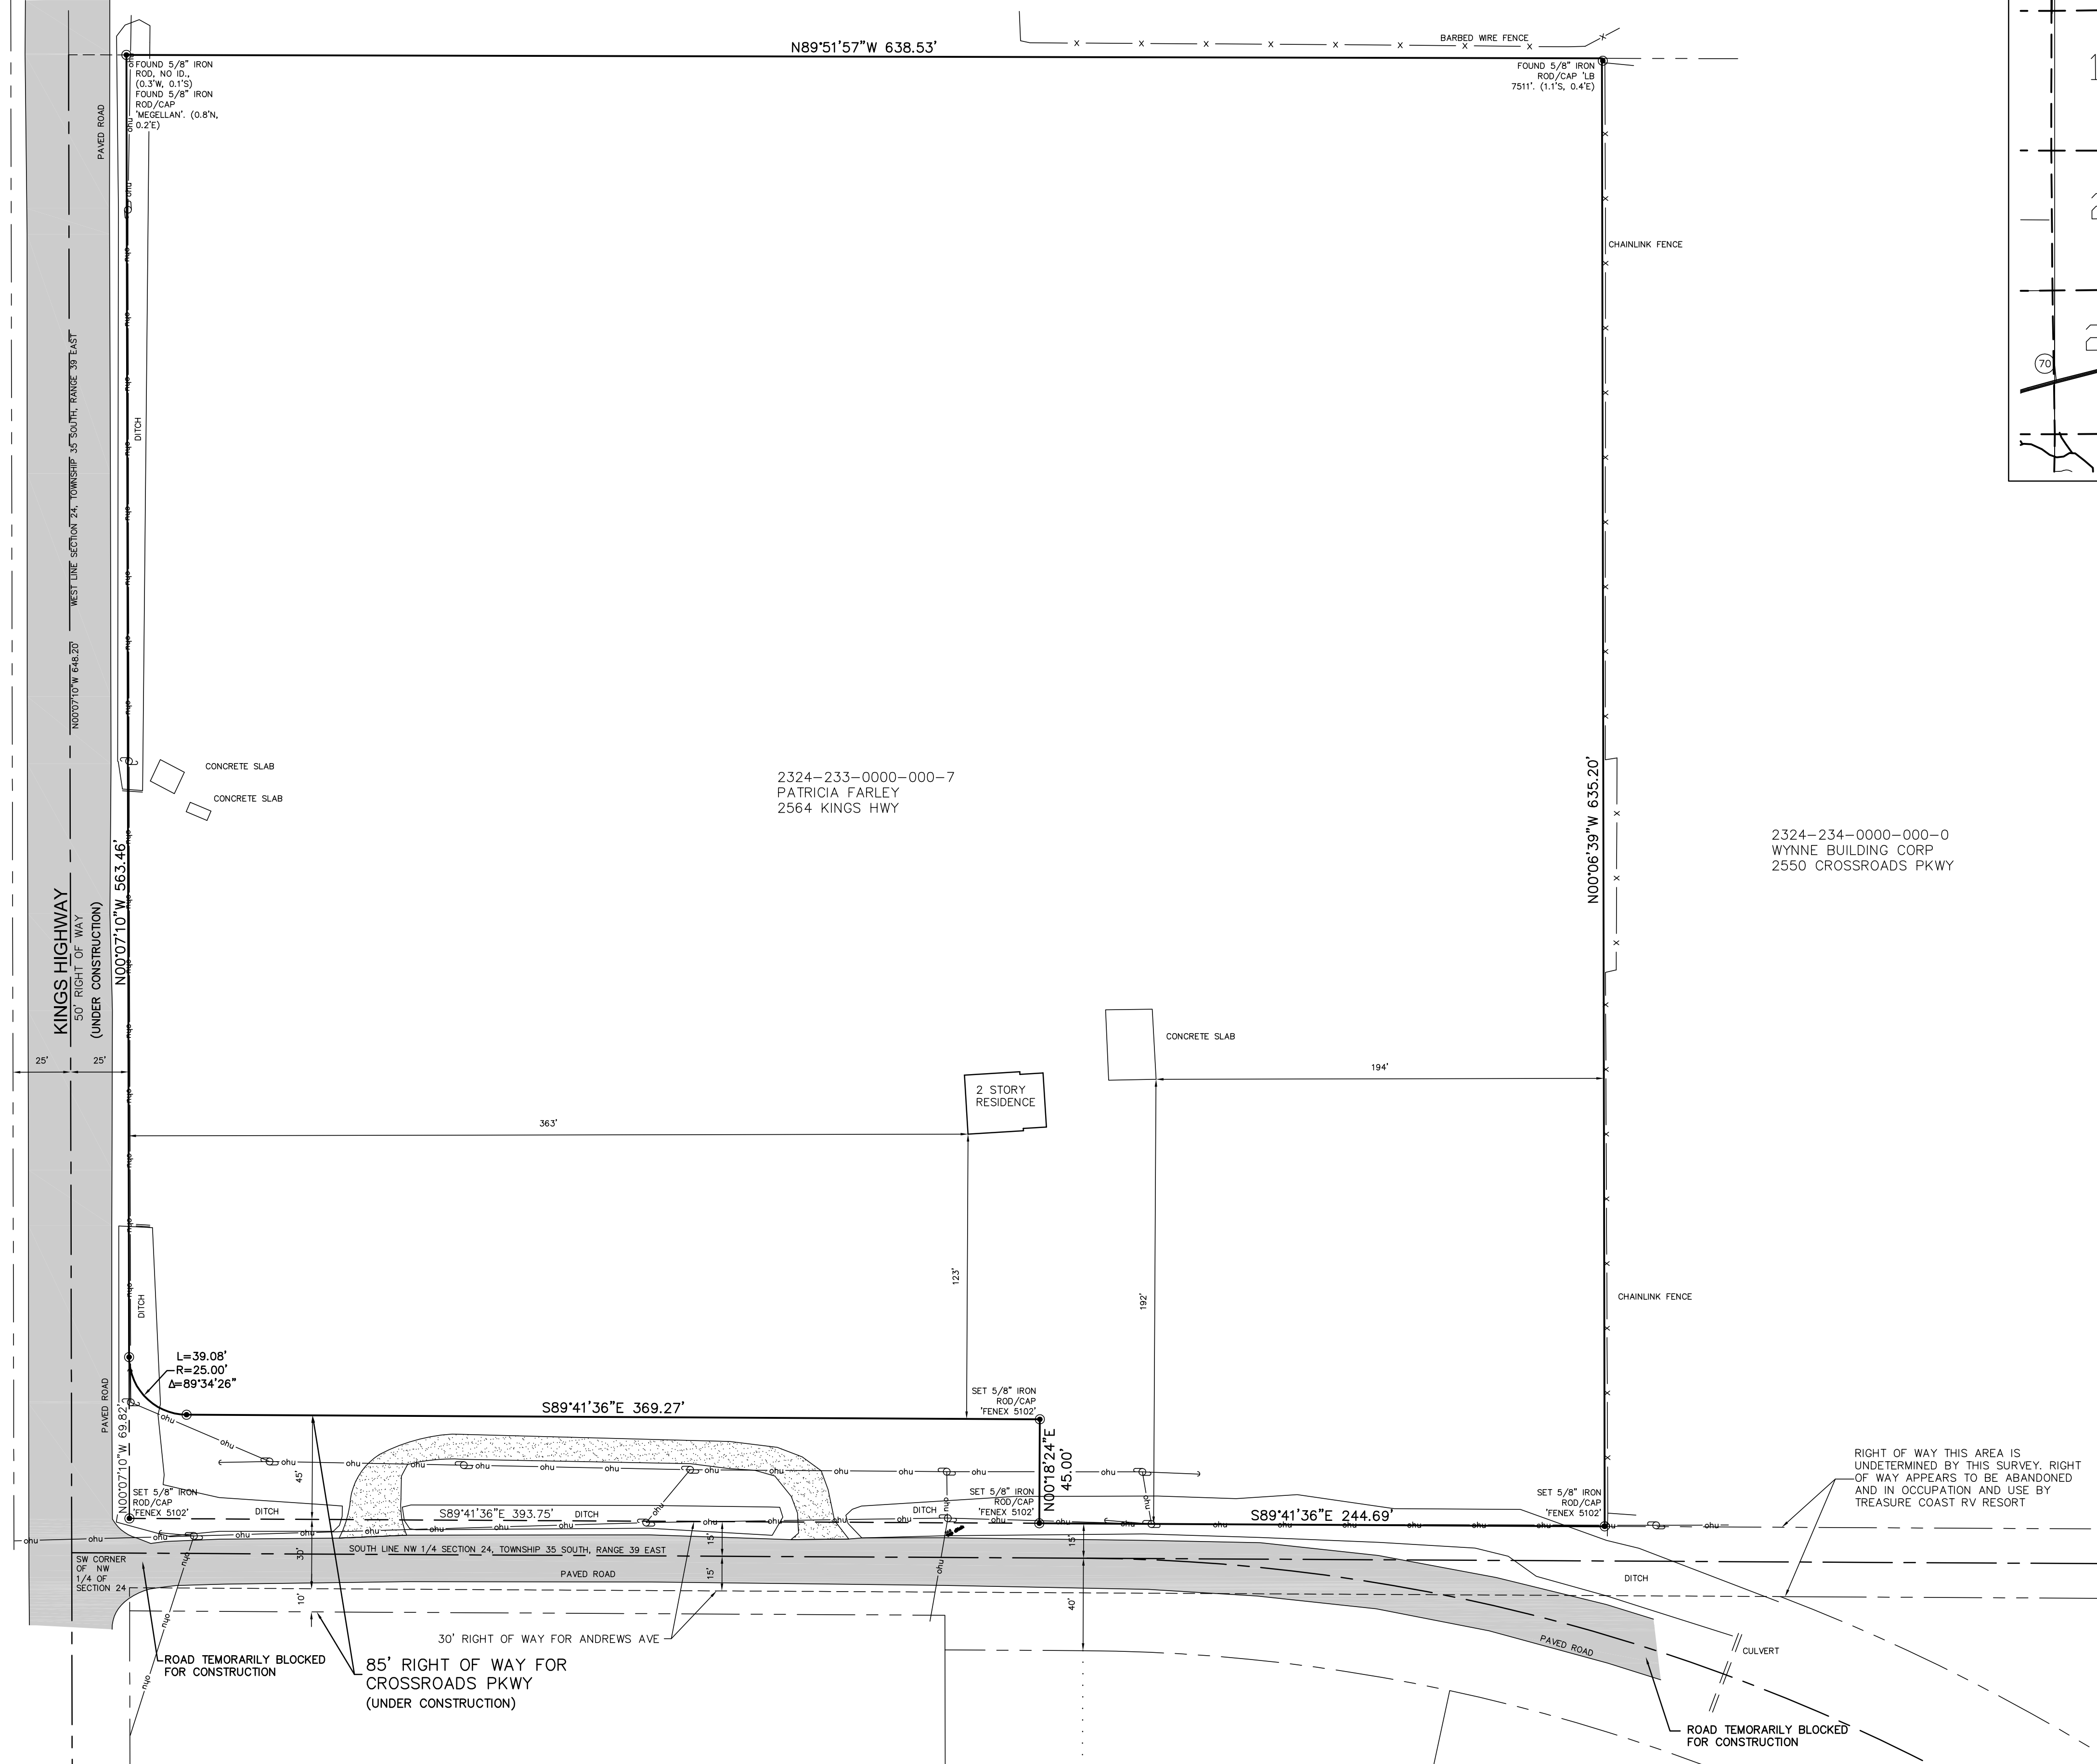 N89°51'57"W 638.53'
BARBED WIRE FENCE
FOUND 5/8" IRON
ROD, NO ID.,
(0.3'W, 0.1'S)
FOUND 5/8" IRON
ROD/CAP
'MEGELLAN'. (0.8'N,
0.2'E)
FOUND 5/8" IRON
ROD/CAP 'LB
7511'. (1.1'S, 0.4'E)
PAVED ROAD
CHAINLINK FENCE
70
WEST LINE SECTION 24, TOWNSHIP 35 SOUTH, RANGE 39 EAST
DITCH
N00°07'10"W 648.20'
CONCRETE SLAB
CONCRETE SLAB
2324-233-0000-000-7
PATRICIA FARLEY
2564 KINGS HWY
N00°06'39"W 635.20'
2324-234-0000-000-0
WYNNE BUILDING CORP
2550 CROSSROADS PKWY
N00°07'10"W 563.46'
KINGS HIGHWAY
50' RIGHT OF WAY
(UNDER CONSTRUCTION)
25'
25'
CONCRETE SLAB
194'
2 STORY
RESIDENCE
363'
123'
192'
DITCH
CHAINLINK FENCE
L=39.08'
R=25.00'
Δ=89°34'26"
PAVED ROAD
N00°07'10"W 69.82'
S89°41'36"E 369.27'
SET 5/8" IRON
ROD/CAP
'FENEX 5102'
N00°18'24"E
45.00'
ohu
ohu
ohu
ohu
ohu
ohu
ohu
ohu
ohu
ohu
45'
SET 5/8" IRON
ROD/CAP
'FENEX 5102'
DITCH
S89°41'36"E 393.75'
DITCH
DITCH
SET 5/8" IRON
ROD/CAP
'FENEX 5102'
S89°41'36"E 244.69'
SET 5/8" IRON
ROD/CAP
'FENEX 5102'
RIGHT OF WAY THIS AREA IS
UNDETERMINED BY THIS SURVEY. RIGHT
OF WAY APPEARS TO BE ABANDONED
AND IN OCCUPATION AND USE BY
TREASURE COAST RV RESORT
15'
15'
30'
SOUTH LINE NW 1/4 SECTION 24, TOWNSHIP 35 SOUTH, RANGE 39 EAST
SW CORNER
OF NW
1/4 OF
SECTION 24
PAVED ROAD
15'
10'
40'
DITCH
30' RIGHT OF WAY FOR ANDREWS AVE
ROAD TEMORARILY BLOCKED
FOR CONSTRUCTION
85' RIGHT OF WAY FOR
CROSSROADS PKWY
(UNDER CONSTRUCTION)
PAVED ROAD
CULVERT
ROAD TEMORARILY BLOCKED
FOR CONSTRUCTION